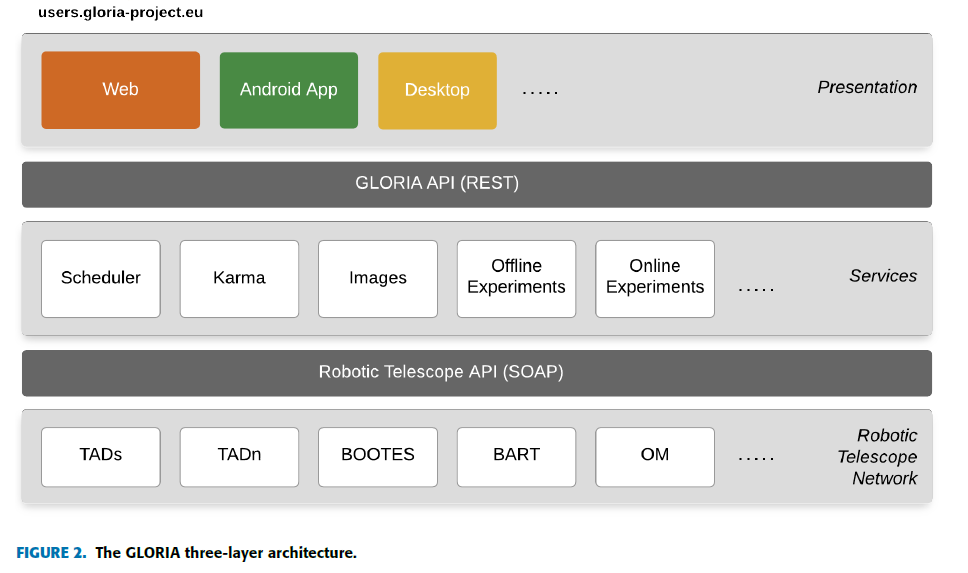 users.gloria-project.eu
Web
Android App
Desktop
.....
Presentation
GLORIA API (REST)
Scheduler
Karma
Images
Offline
Experiments
Online
Experiments
.....
Services
Robotic Telescope API (SOAP)
TADs
TADn
BOOTES
BART
OM
.....
Robotic
Telescope
Network
FIGURE 2. The GLORIA three-layer architecture.